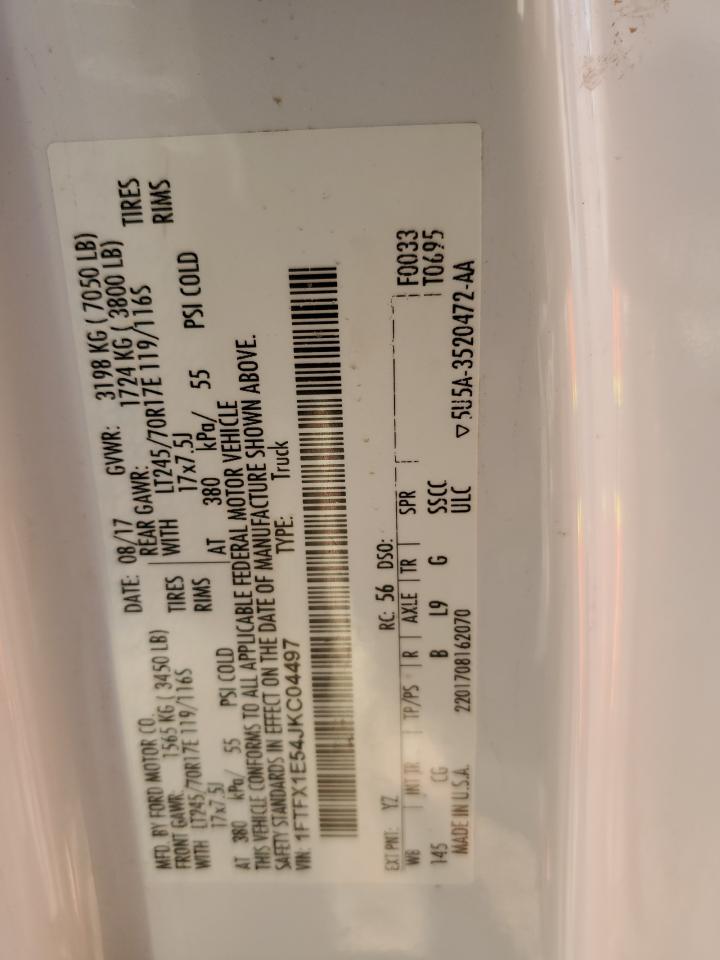 MFD. BY FORD MOTOR CO.
DATE: 08/17 GVWR: 3198 KG ( 7050 LB)
FRONT GAWR: 1565 KG ( 3450 LB)
REAR GAWR: 1724 KG ( 3800 LB)
WITH LT245/70R17E 119/116S TIRES
WITH LT245/70R17E 119/116S TIRES
17x7.5J RIMS
17x7.5J RIMS
AT 380 kPa/ 55 PSI COLD
AT 380 kPa/ 55 PSI COLD
THIS VEHICLE CONFORMS TO ALL APPLICABLE FEDERAL MOTOR VEHICLE
SAFETY STANDARDS IN EFFECT ON THE DATE OF MANUFACTURE SHOWN ABOVE.
VIN: 1FTFX1E54JKC04497 TYPE: Truck
EXT PNT: YZ RC: 56 DSO: F0033
WB INT TR TP/PS R AXLE TR SPR T0695
145 CG B L9 G SSCC
MADE IN U.S.A. 2201708162070 ULC ▽5U5A-3520472-AA